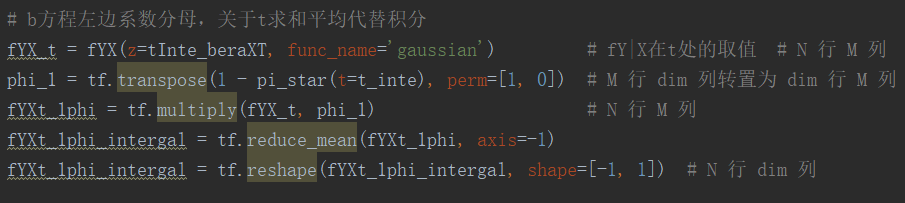 # b方程左边系数分母，关于t求和平均代替积分
fYX_t = fYX(z=tInte_beraXT, func_name='gaussian') # fY|X在t处的取值 # N 行 M 列
phi_1 = tf.transpose(1 - pi_star(t=t_inte), perm=[1, 0]) # M 行 dim 列转置为 dim 行 M 列
fYXt_1phi = tf.multiply(fYX_t, phi_1) # N 行 M 列
fYXt_1phi_intergal = tf.reduce_mean(fYXt_1phi, axis=-1)
fYXt_1phi_intergal = tf.reshape(fYXt_1phi_intergal, shape=[-1, 1]) # N 行 dim 列